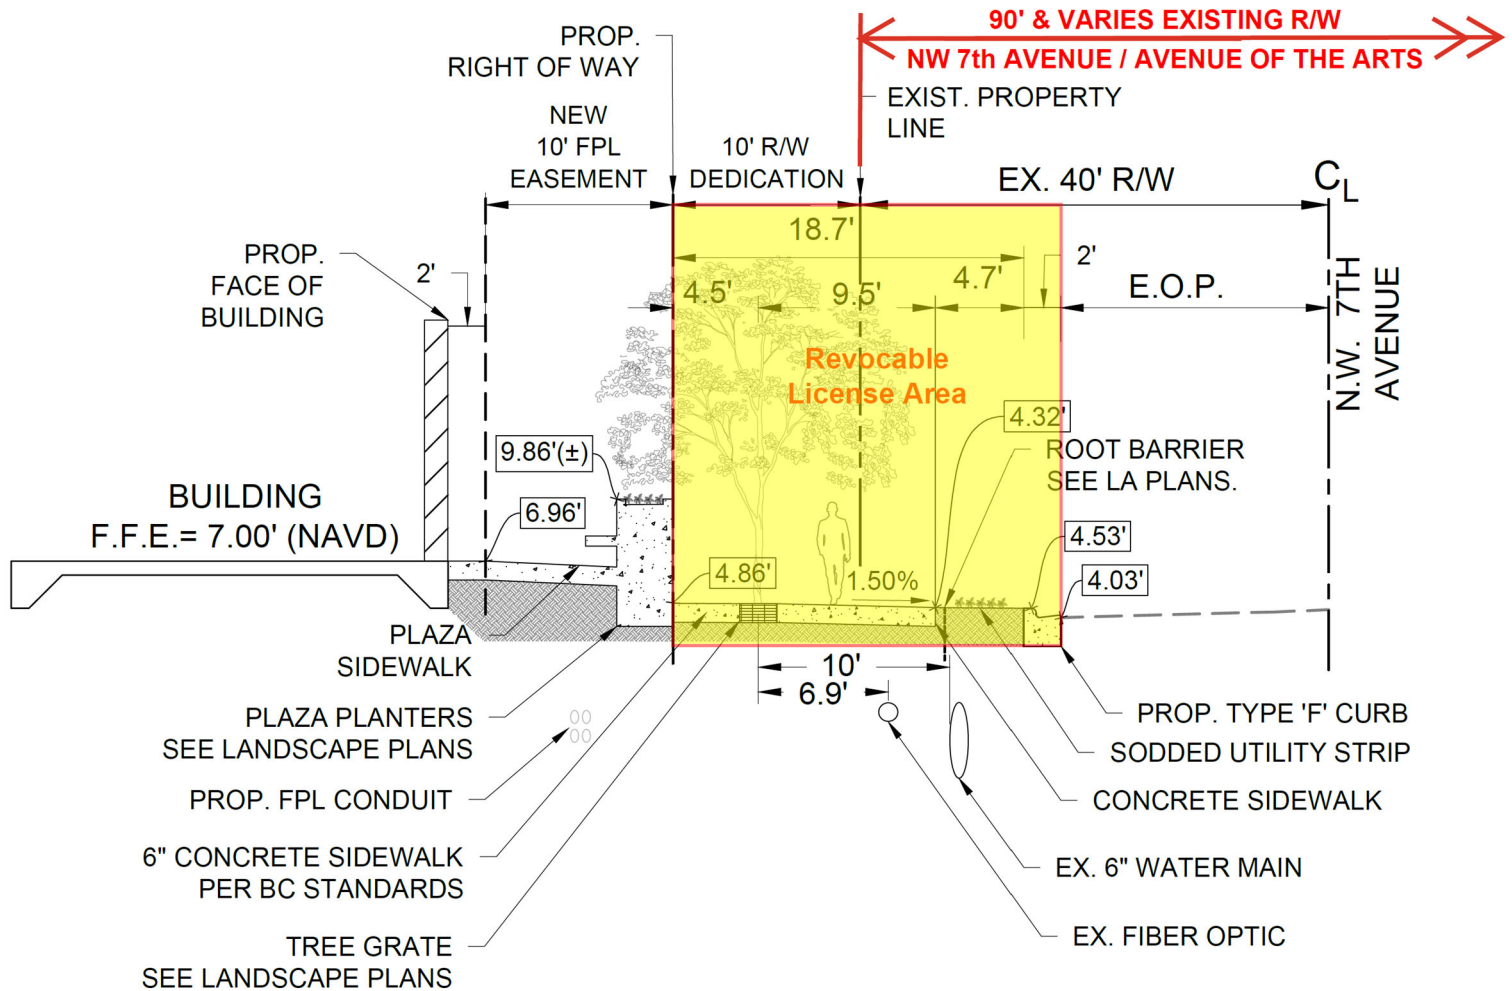 90' & VARIES EXISTING R/W
NW 7th AVENUE / AVENUE OF THE ARTS
PROP.
RIGHT OF WAY
EXIST. PROPERTY
LINE
NEW
10' FPL
EASEMENT
10' R/W
DEDICATION
EX. 40' R/W
CL
18.7'
PROP.
FACE OF
BUILDING
2'
4.5'
9.5'
4.7'
2'
E.O.P.
N.W. 7TH
AVENUE
Revocable
License Area
4.32'
9.86'(±)
ROOT BARRIER
SEE LA PLANS.
BUILDING
F.F.E.= 7.00' (NAVD)
6.96'
4.53'
4.86'
1.50%
4.03'
PLAZA
SIDEWALK
10'
6.9'
PLAZA PLANTERS
SEE LANDSCAPE PLANS
PROP. TYPE 'F' CURB
SODDED UTILITY STRIP
PROP. FPL CONDUIT
CONCRETE SIDEWALK
6" CONCRETE SIDEWALK
PER BC STANDARDS
EX. 6" WATER MAIN
TREE GRATE
SEE LANDSCAPE PLANS
EX. FIBER OPTIC